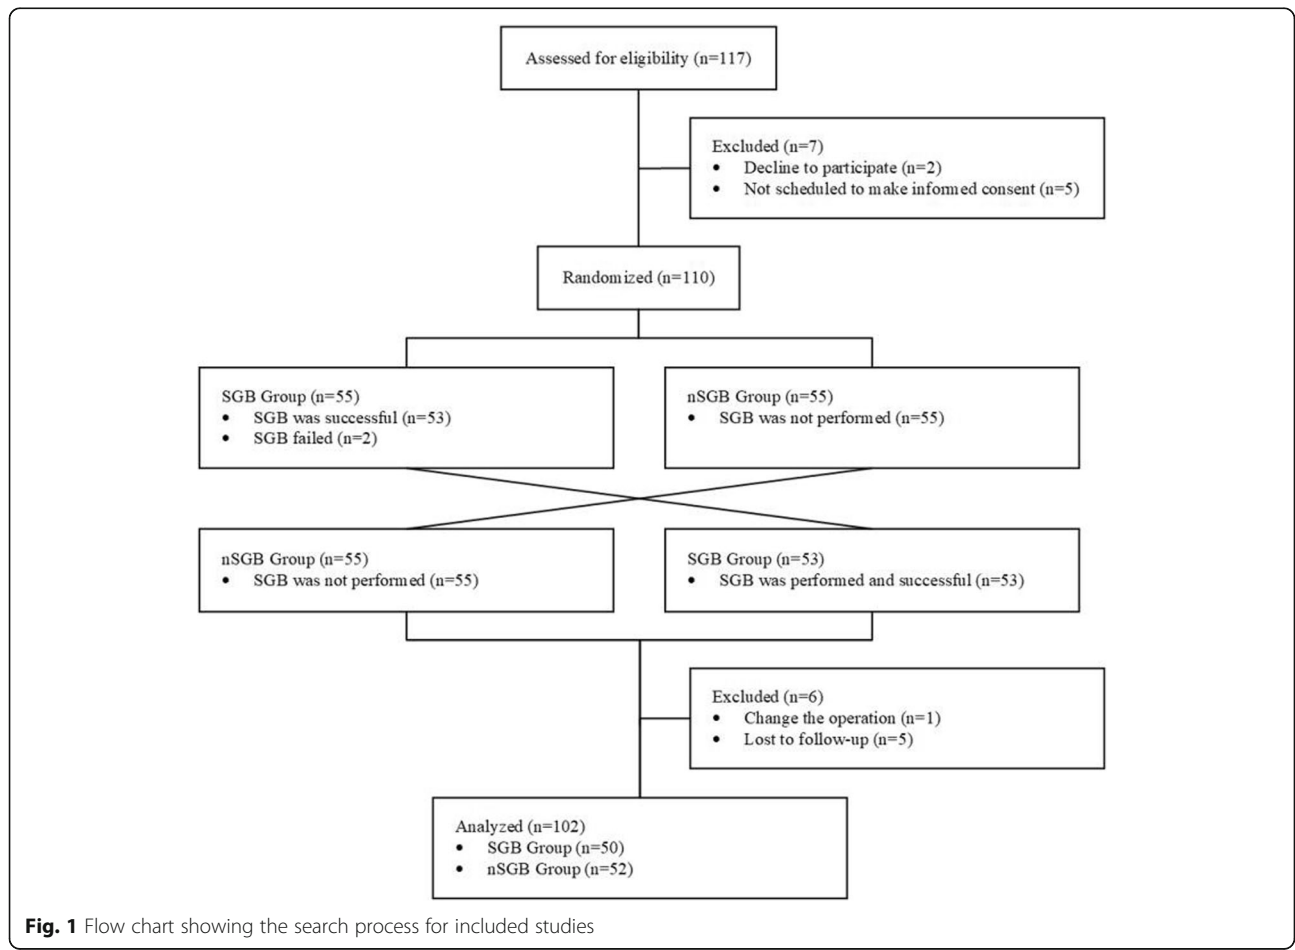 Assessed for eligibility (n=117)
Excluded (n=7)
• Decline to participate (n=2)
• Not scheduled to make informed consent (n=5)
Randomized (n=110)
SGB Group (n=55)
• SGB was successful (n=53)
• SGB failed (n=2)
nSGB Group (n=55)
• SGB was not performed (n=55)
nSGB Group (n=55)
• SGB was not performed (n=55)
SGB Group (n=53)
• SGB was performed and successful (n=53)
Excluded (n=6)
• Change the operation (n=1)
• Lost to follow-up (n=5)
Analyzed (n=102)
• SGB Group (n=50)
• nSGB Group (n=52)
Fig. 1 Flow chart showing the search process for included studies